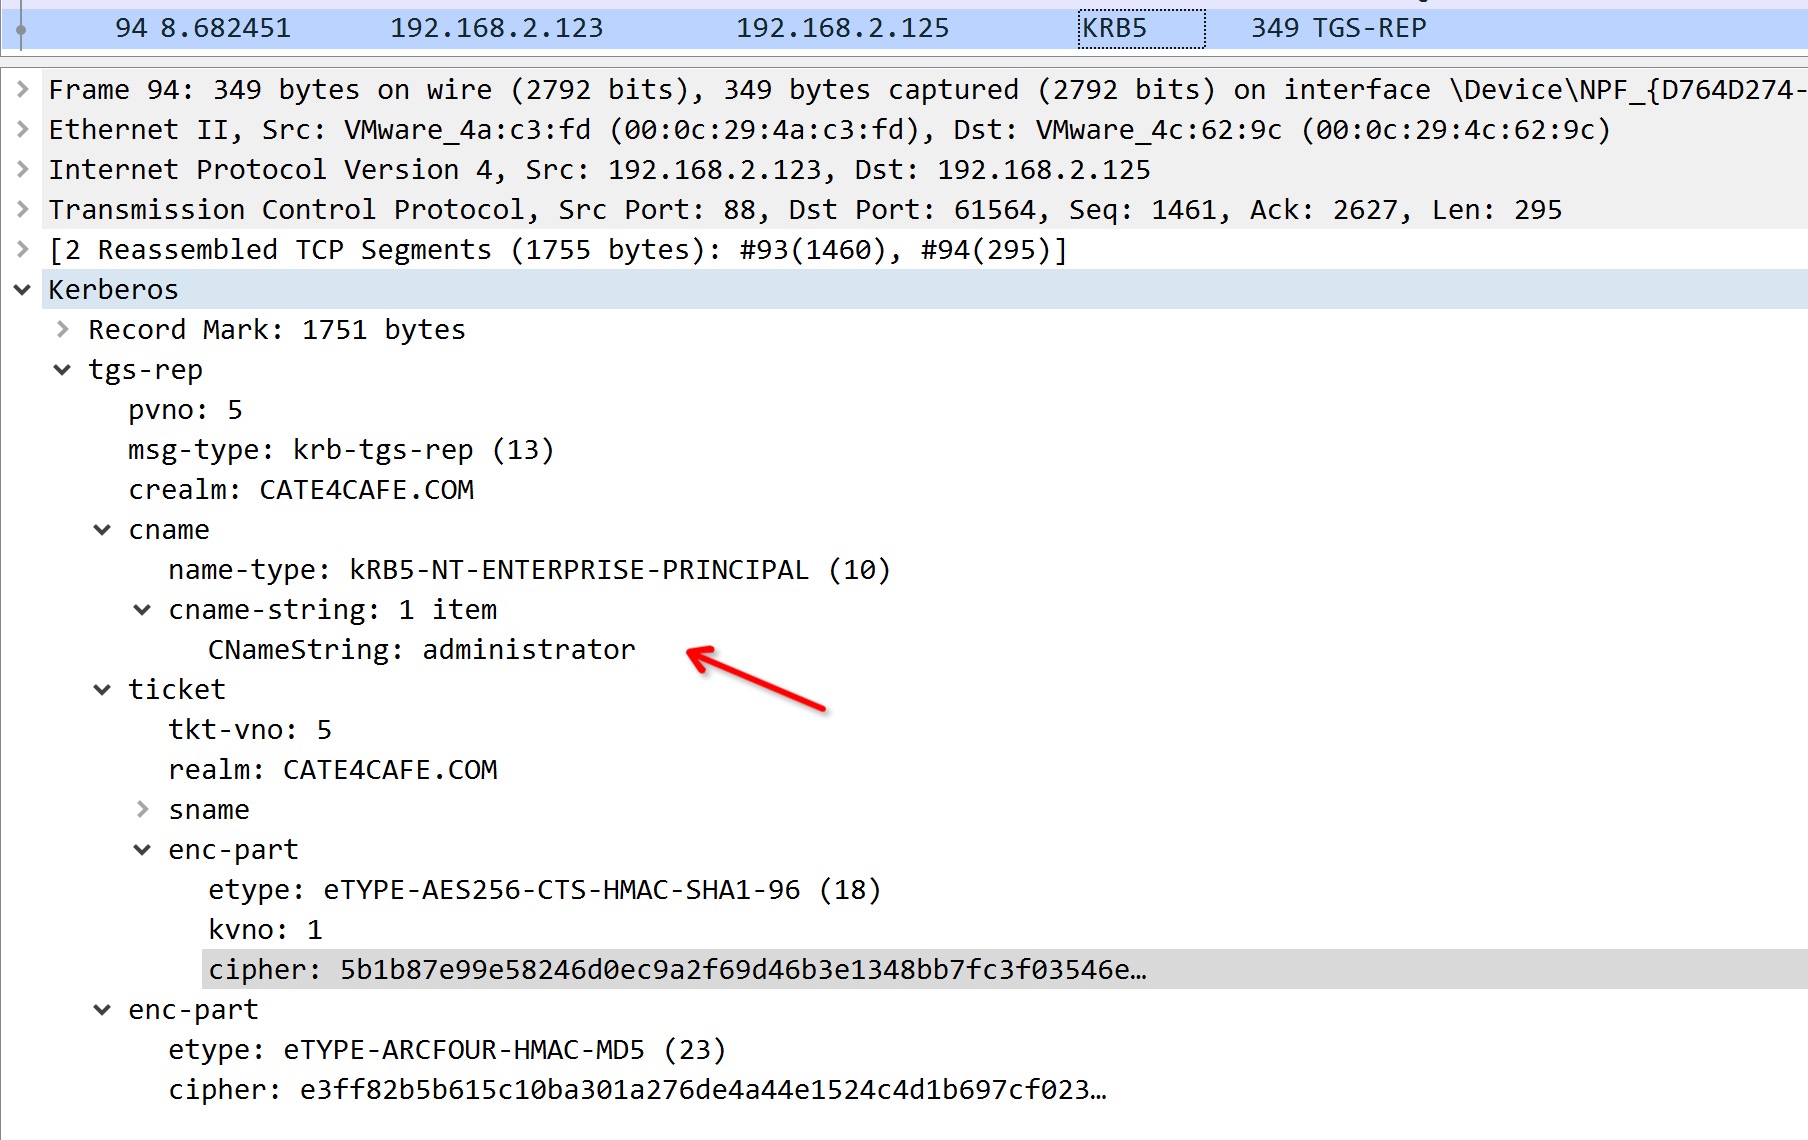 94 8.682451 192.168.2.123 192.168.2.125 KRB5 349 TGS-REP
Frame 94: 349 bytes on wire (2792 bits), 349 bytes captured (2792 bits) on interface \Device\NPF_{D764D274-
Ethernet II, Src: VMware_4a:c3:fd (00:0c:29:4a:c3:fd), Dst: VMware_4c:62:9c (00:0c:29:4c:62:9c)
Internet Protocol Version 4, Src: 192.168.2.123, Dst: 192.168.2.125
Transmission Control Protocol, Src Port: 88, Dst Port: 61564, Seq: 1461, Ack: 2627, Len: 295
[2 Reassembled TCP Segments (1755 bytes): #93(1460), #94(295)]
Kerberos
Record Mark: 1751 bytes
tgs-rep
pvno: 5
msg-type: krb-tgs-rep (13)
crealm: CATE4CAFE.COM
cname
name-type: kRB5-NT-ENTERPRISE-PRINCIPAL (10)
cname-string: 1 item
CNameString: administrator
ticket
tkt-vno: 5
realm: CATE4CAFE.COM
sname
enc-part
etype: eTYPE-AES256-CTS-HMAC-SHA1-96 (18)
kvno: 1
cipher: 5b1b87e99e58246d0ec9a2f69d46b3e1348bb7fc3f03546e…
enc-part
etype: eTYPE-ARCFOUR-HMAC-MD5 (23)
cipher: e3ff82b5b615c10ba301a276de4a44e1524c4d1b697cf023…